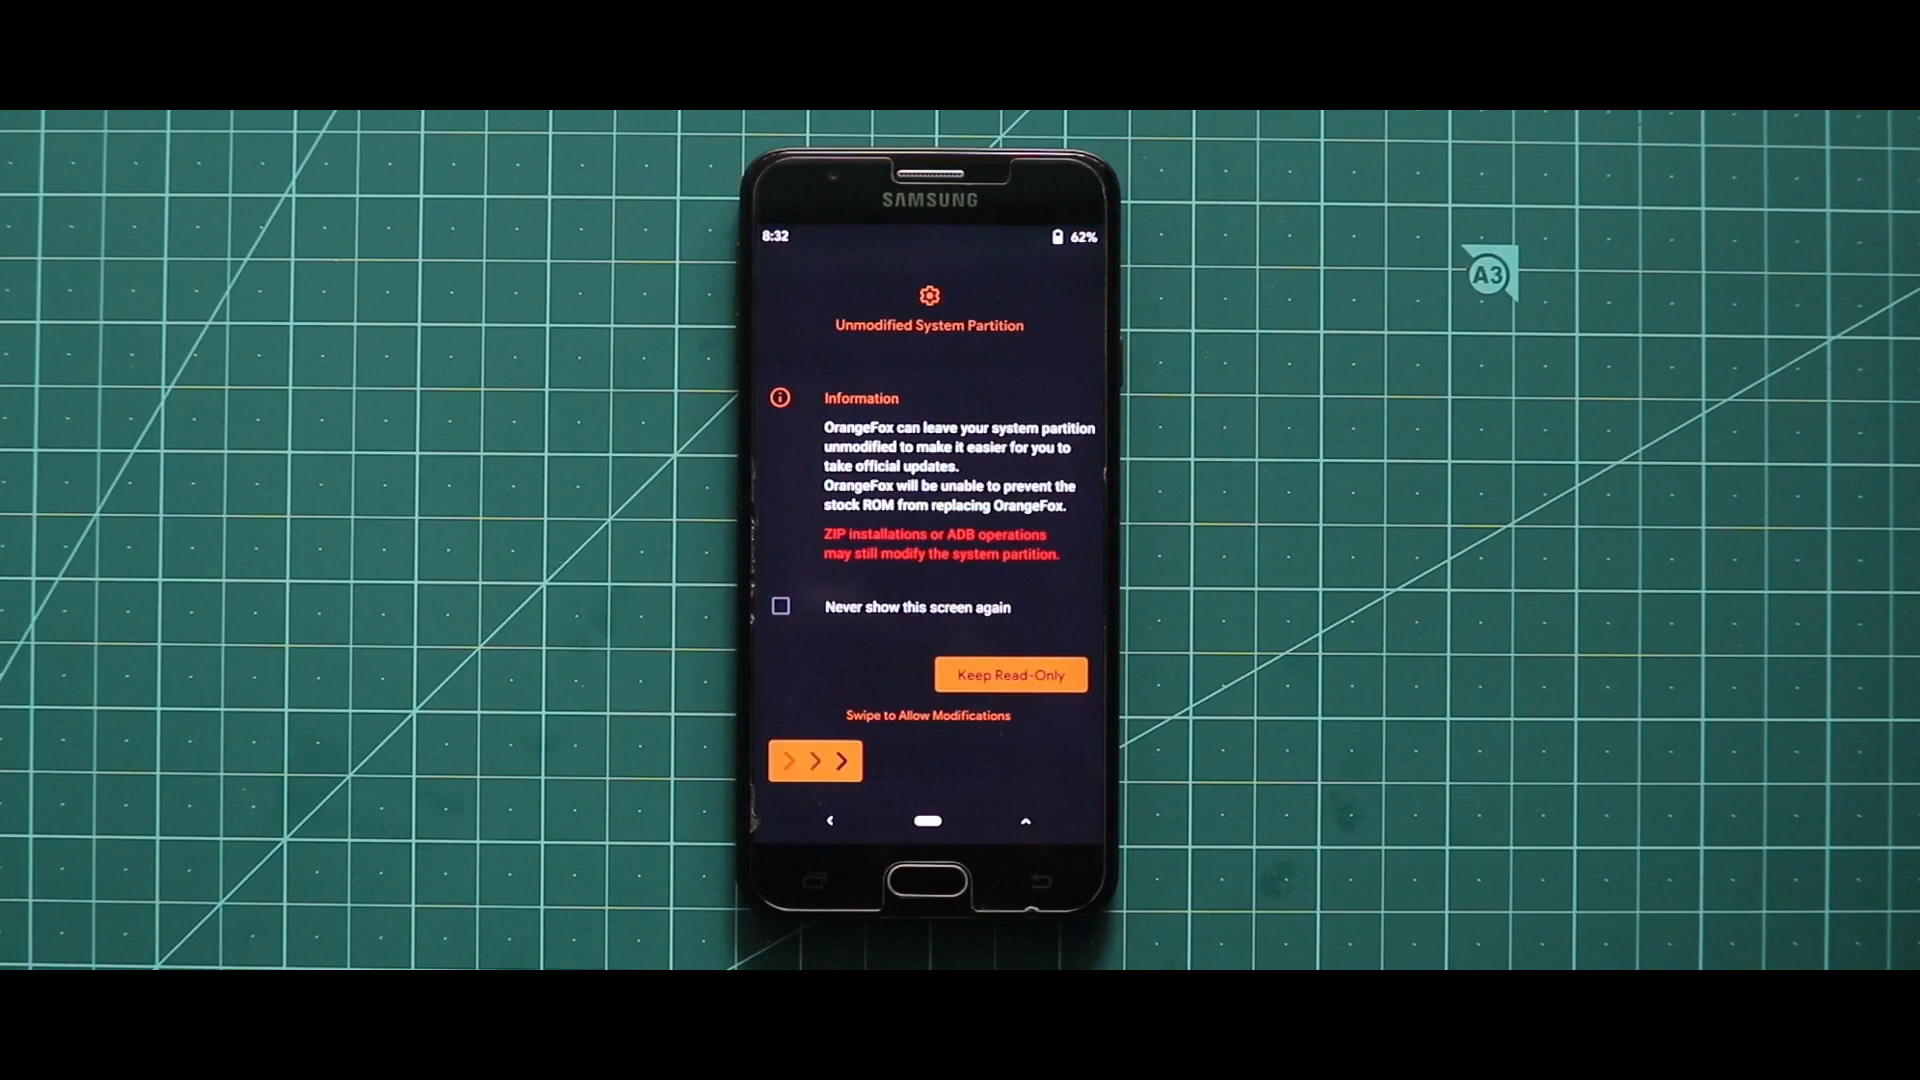 SAMSUNG
8:32
62%
A3
Unmodified System Partition
Information
OrangeFox can leave your system partition
unmodified to make it easier for you to
take official updates.
OrangeFox will be unable to prevent the
stock ROM from replacing OrangeFox.
ZIP installations or ADB operations
may still modify the system partition.
Never show this screen again
Keep Read-Only
Swipe to Allow Modifications